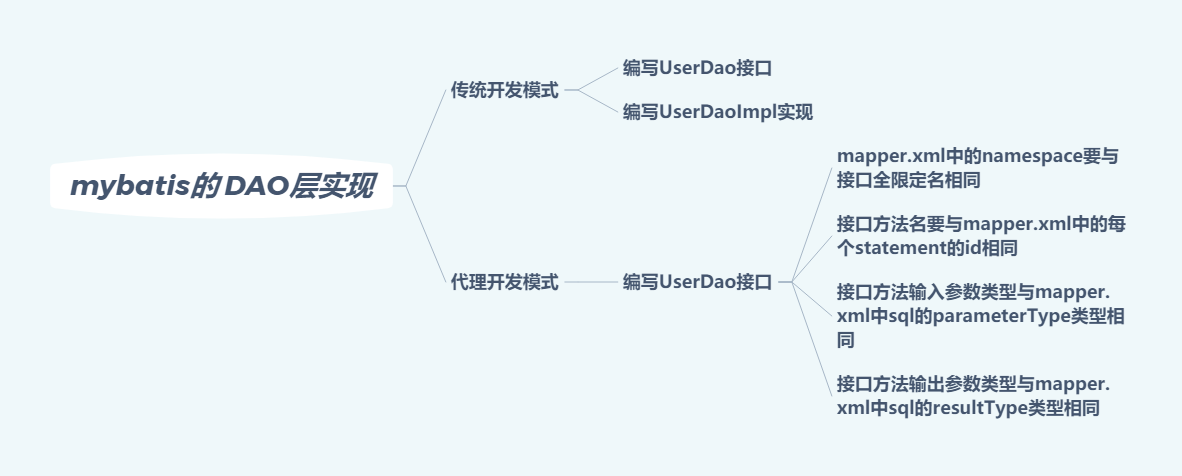 mybatis的 DAO层实现
传统开发模式
编写UserDao接口
编写UserDaoImpl实现
代理开发模式
编写UserDao接口
mapper.xml中的namespace要与
接口全限定名相同
接口方法名要与mapper.xml中的每
个statement的id相同
接口方法输入参数类型与mapper.
xml中sql的parameterType类型相
同
接口方法输出参数类型与mapper.
xml中sql的resultType类型相同